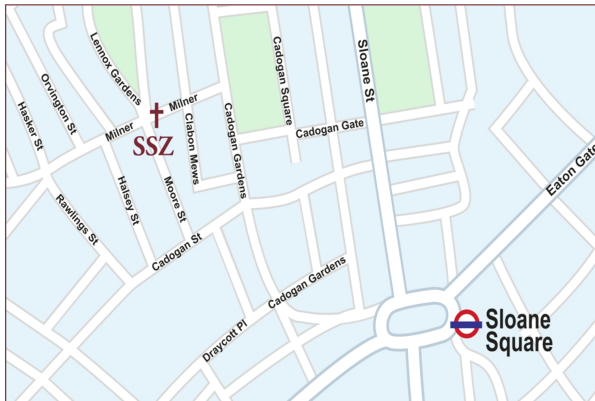 Lennox Gardens
Orvington St
Hasker St
Milner
Milner
SSZ
Clabon Mews
Cadogan Gardens
Cadogan Square
Sloane St
Cadogan Gate
Halsey St
Moore St
Rawlings St
Cadogan St
Cadogan Gardens
Draycott Pl
Eaton Gate
Sloane
Square